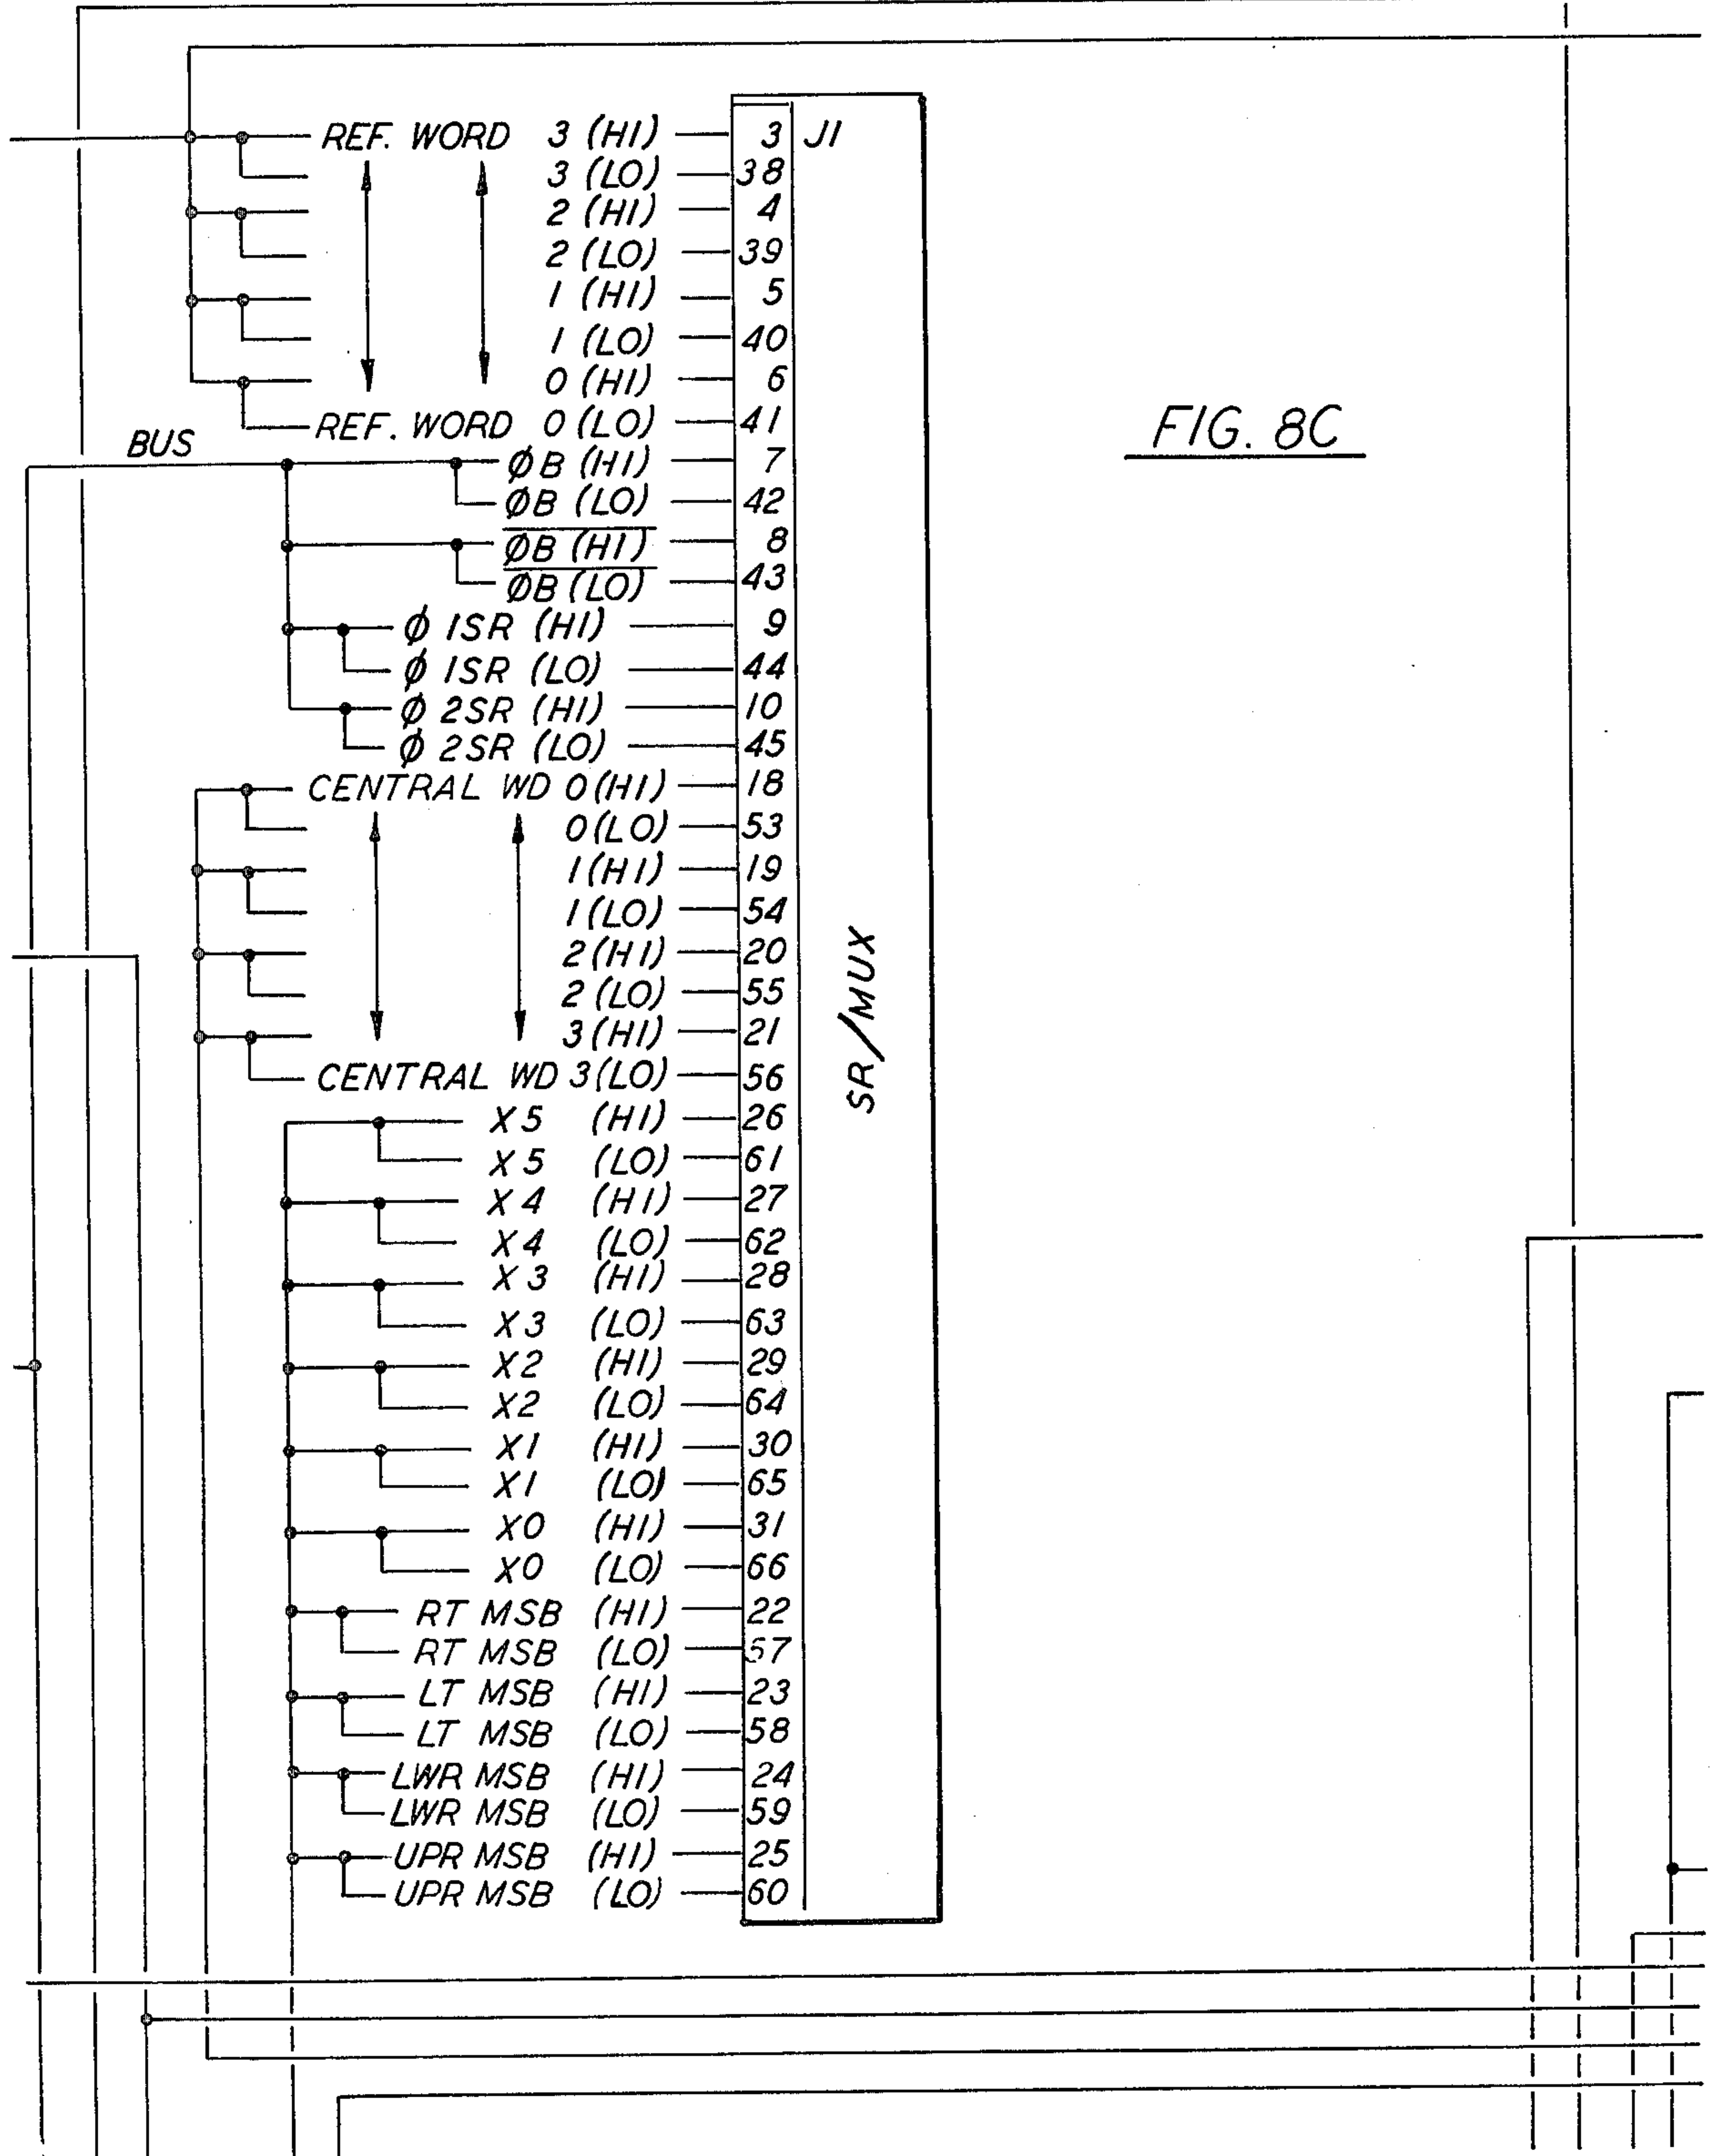 REF. WORD 3 (HI) 3 J1
3 (LO) 38
2 (HI) 4
2 (LO) 39
1 (HI) 5
1 (LO) 40
0 (HI) 6
REF. WORD 0 (LO) 41
FIG. 8C
BUS
ØB (HI) 7
ØB (LO) 42
ØB (HI) 8
ØB (LO) 43
Ø 1SR (HI) 9
Ø 1SR (LO) 44
Ø 2SR (HI) 10
Ø 2SR (LO) 45
CENTRAL WD 0 (HI) 18
0 (LO) 53
1 (HI) 19
1 (LO) 54
2 (HI) 20
2 (LO) 55
3 (HI) 21
CENTRAL WD 3 (LO) 56
SR/MUX
X5 (HI) 26
X5 (LO) 61
X4 (HI) 27
X4 (LO) 62
X3 (HI) 28
X3 (LO) 63
X2 (HI) 29
X2 (LO) 64
X1 (HI) 30
X1 (LO) 65
X0 (HI) 31
X0 (LO) 66
RT MSB (HI) 22
RT MSB (LO) 57
LT MSB (HI) 23
LT MSB (LO) 58
LWR MSB (HI) 24
LWR MSB (LO) 59
UPR MSB (HI) 25
UPR MSB (LO) 60